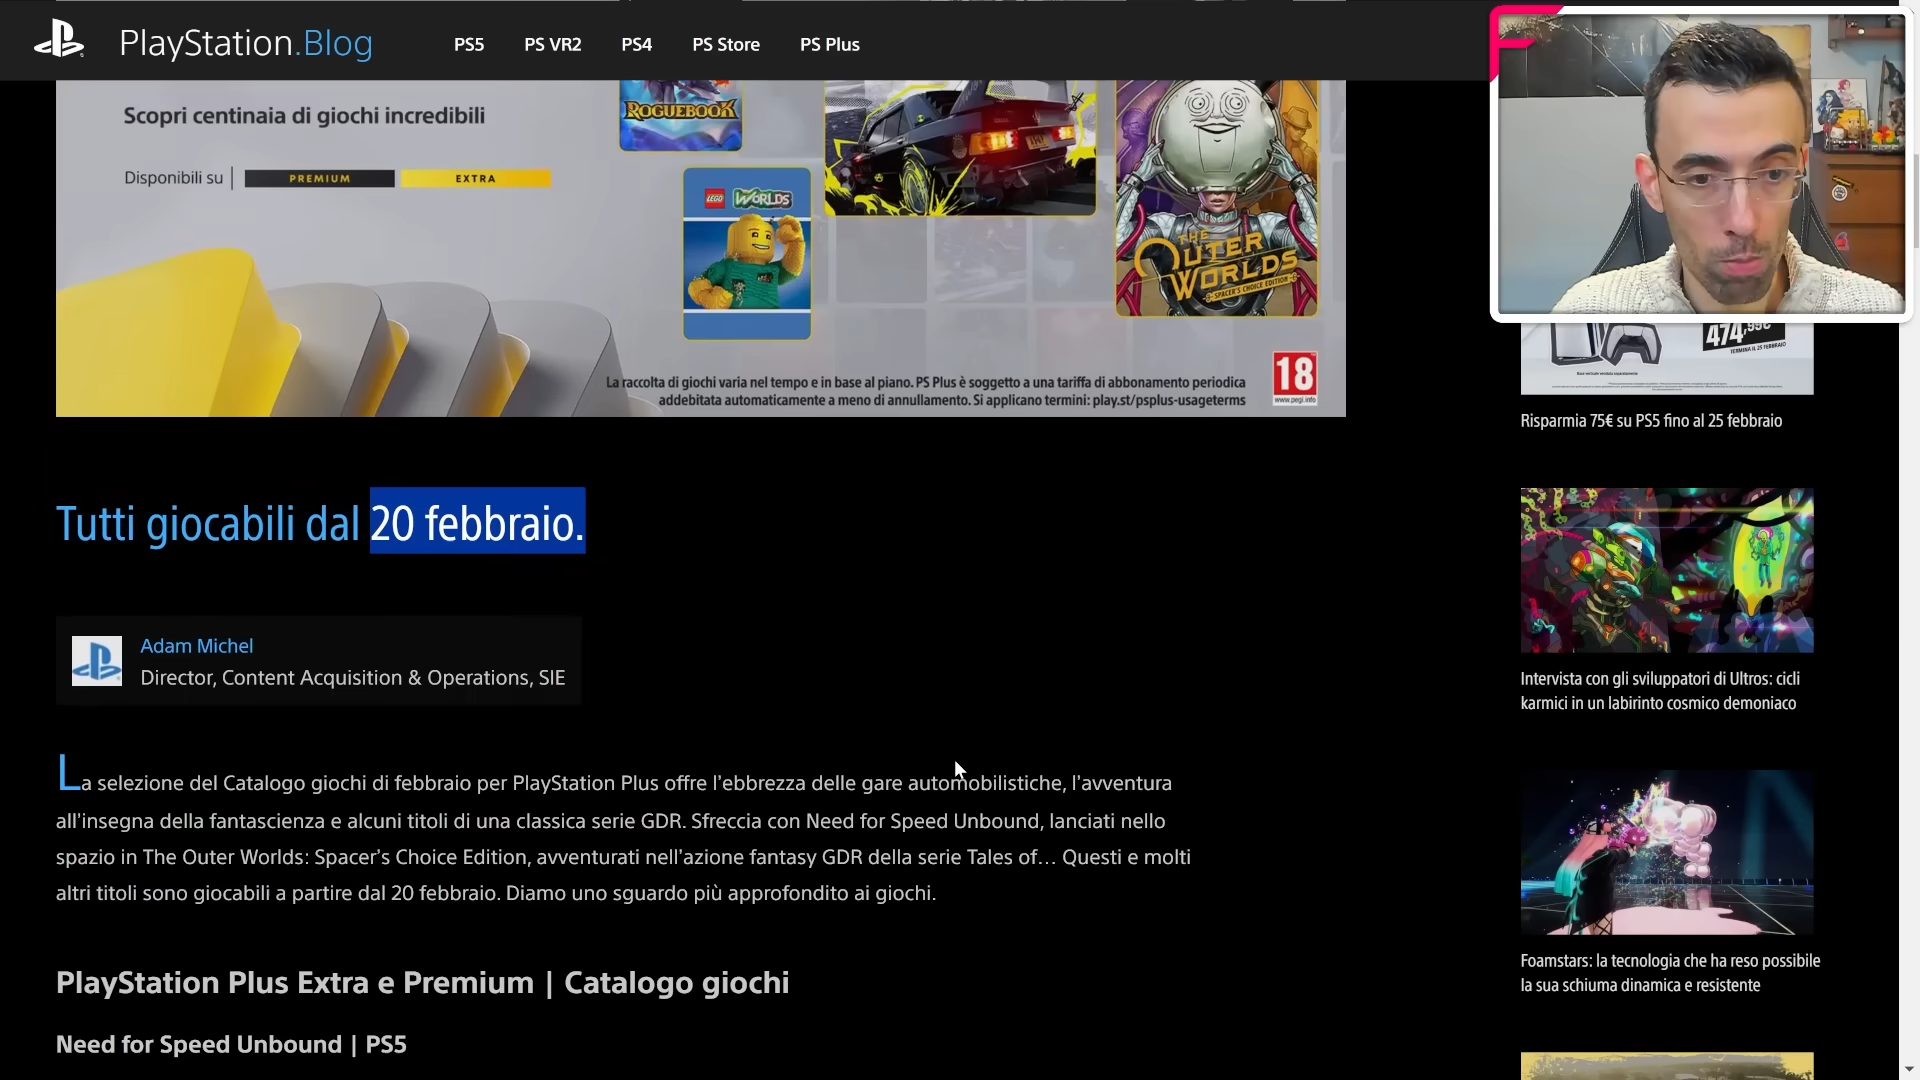 PlayStation.Blog
PS5 PS VR2 PS4 PS Store PS Plus
Scopri centinaia di giochi incredibili
Disponibili su | PREMIUM EXTRA
ROGUEBOOK
LEGO WORLDS
THE
OUTER
WORLDS
SPACER'S CHOICE EDITION
La raccolta di giochi varia nel tempo e in base al piano. PS Plus è soggetto a una tariffa di abbonamento periodica
addebitata automaticamente a meno di annullamento. Si applicano termini: play.st/psplus-usageterms
18
www.pegi.info
474,99€
TERMINA IL 25 FEBBRAIO
Risparmia 75€ su PS5 fino al 25 febbraio
Tutti giocabili dal 20 febbraio.
Adam Michel
Director, Content Acquisition & Operations, SIE
Intervista con gli sviluppatori di Ultros: cicli
karmici in un labirinto cosmico demoniaco
La selezione del Catalogo giochi di febbraio per PlayStation Plus offre l’ebbrezza delle gare automobilistiche, l’avventura
all’insegna della fantascienza e alcuni titoli di una classica serie GDR. Sfreccia con Need for Speed Unbound, lanciati nello
spazio in The Outer Worlds: Spacer’s Choice Edition, avventurati nell’azione fantasy GDR della serie Tales of… Questi e molti
altri titoli sono giocabili a partire dal 20 febbraio. Diamo uno sguardo più approfondito ai giochi.
Foamstars: la tecnologia che ha reso possibile
la sua schiuma dinamica e resistente
PlayStation Plus Extra e Premium | Catalogo giochi
Need for Speed Unbound | PS5